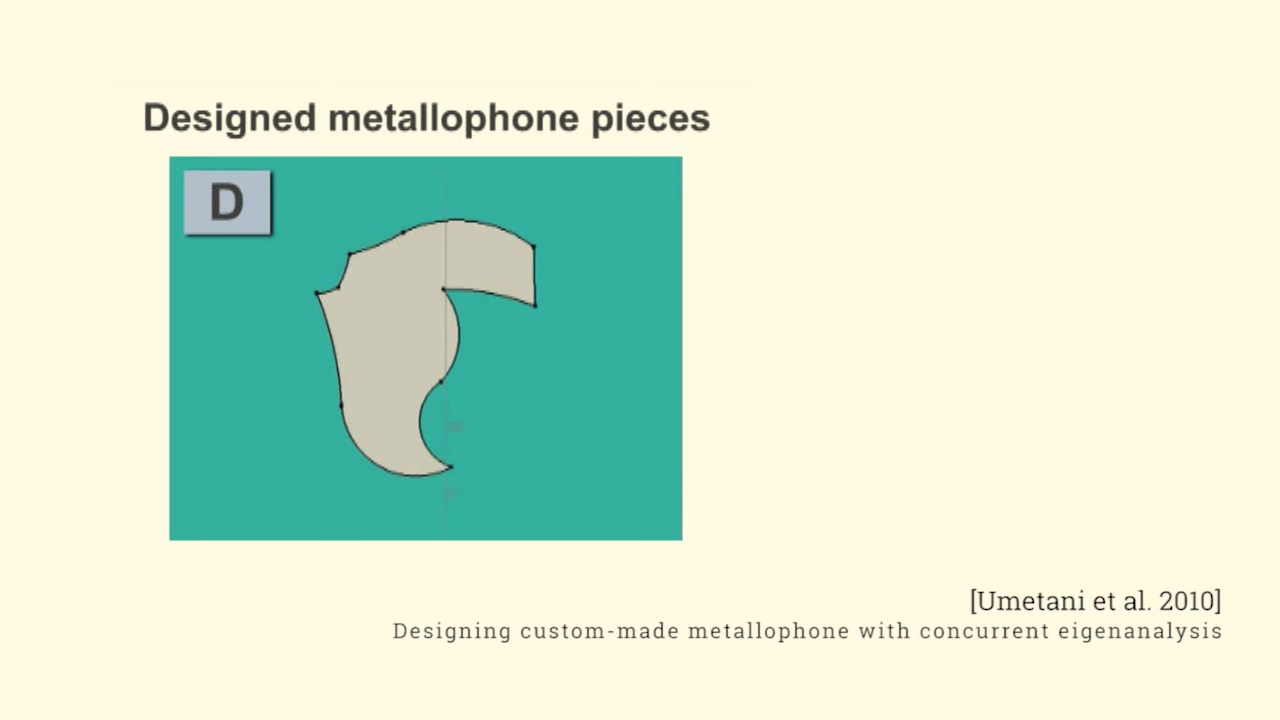 Designed metallophone pieces
D
[Umetani et al. 2010]
Designing custom-made metallophone with concurrent eigenanalysis